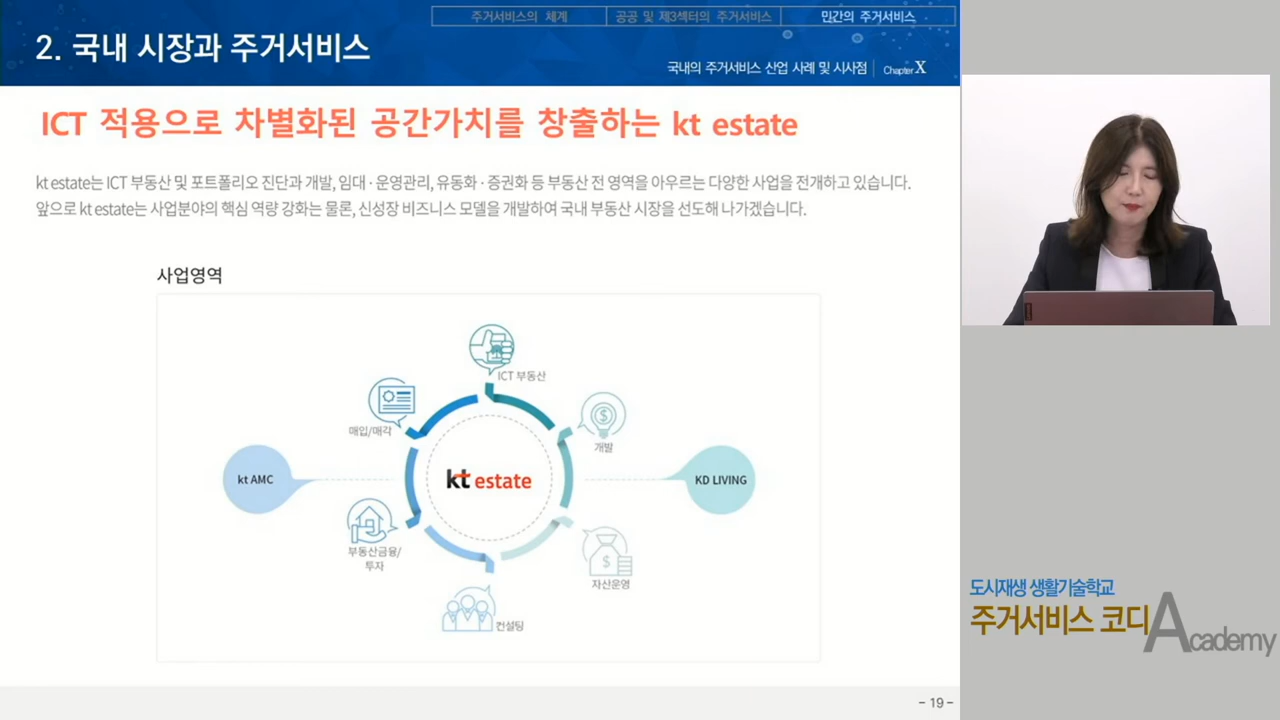 주거서비스의 체계
공공 및 제3섹터의 주거서비스
민간의 주거서비스
2. 국내 시장과 주거서비스
국내의 주거서비스 산업 사례 및 시사점
Chapter X
ICT 적용으로 차별화된 공간가치를 창출하는 kt estate
kt estate는 ICT 부동산 및 포트폴리오 진단과 개발, 임대 · 운영관리, 유동화 · 증권화 등 부동산 전 영역을 아우르는 다양한 사업을 전개하고 있습니다.
앞으로 kt estate는 사업분야의 핵심 역량 강화는 물론, 신성장 비즈니스 모델을 개발하여 국내 부동산 시장을 선도해 나가겠습니다.
사업영역
ICT 부동산
매입/매각
개발
kt AMC
kt estate
KD LIVING
부동산금융/
투자
자산운영
컨설팅
도시재생 생활기술학교
주거서비스 코디
Academy
- 19 -